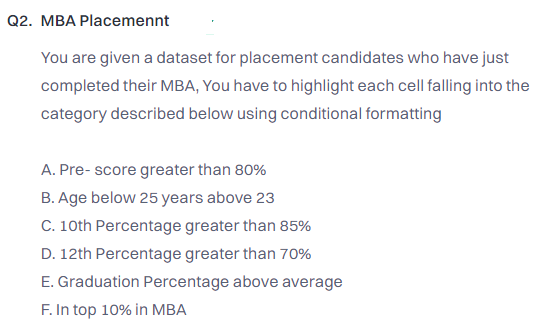 Q2. MBA Placemennt
You are given a dataset for placement candidates who have just
completed their MBA, You have to highlight each cell falling into the
category described below using conditional formatting
A. Pre- score greater than 80%
B. Age below 25 years above 23
C. 10th Percentage greater than 85%
D. 12th Percentage greater than 70%
E. Graduation Percentage above average
F. In top 10% in MBA